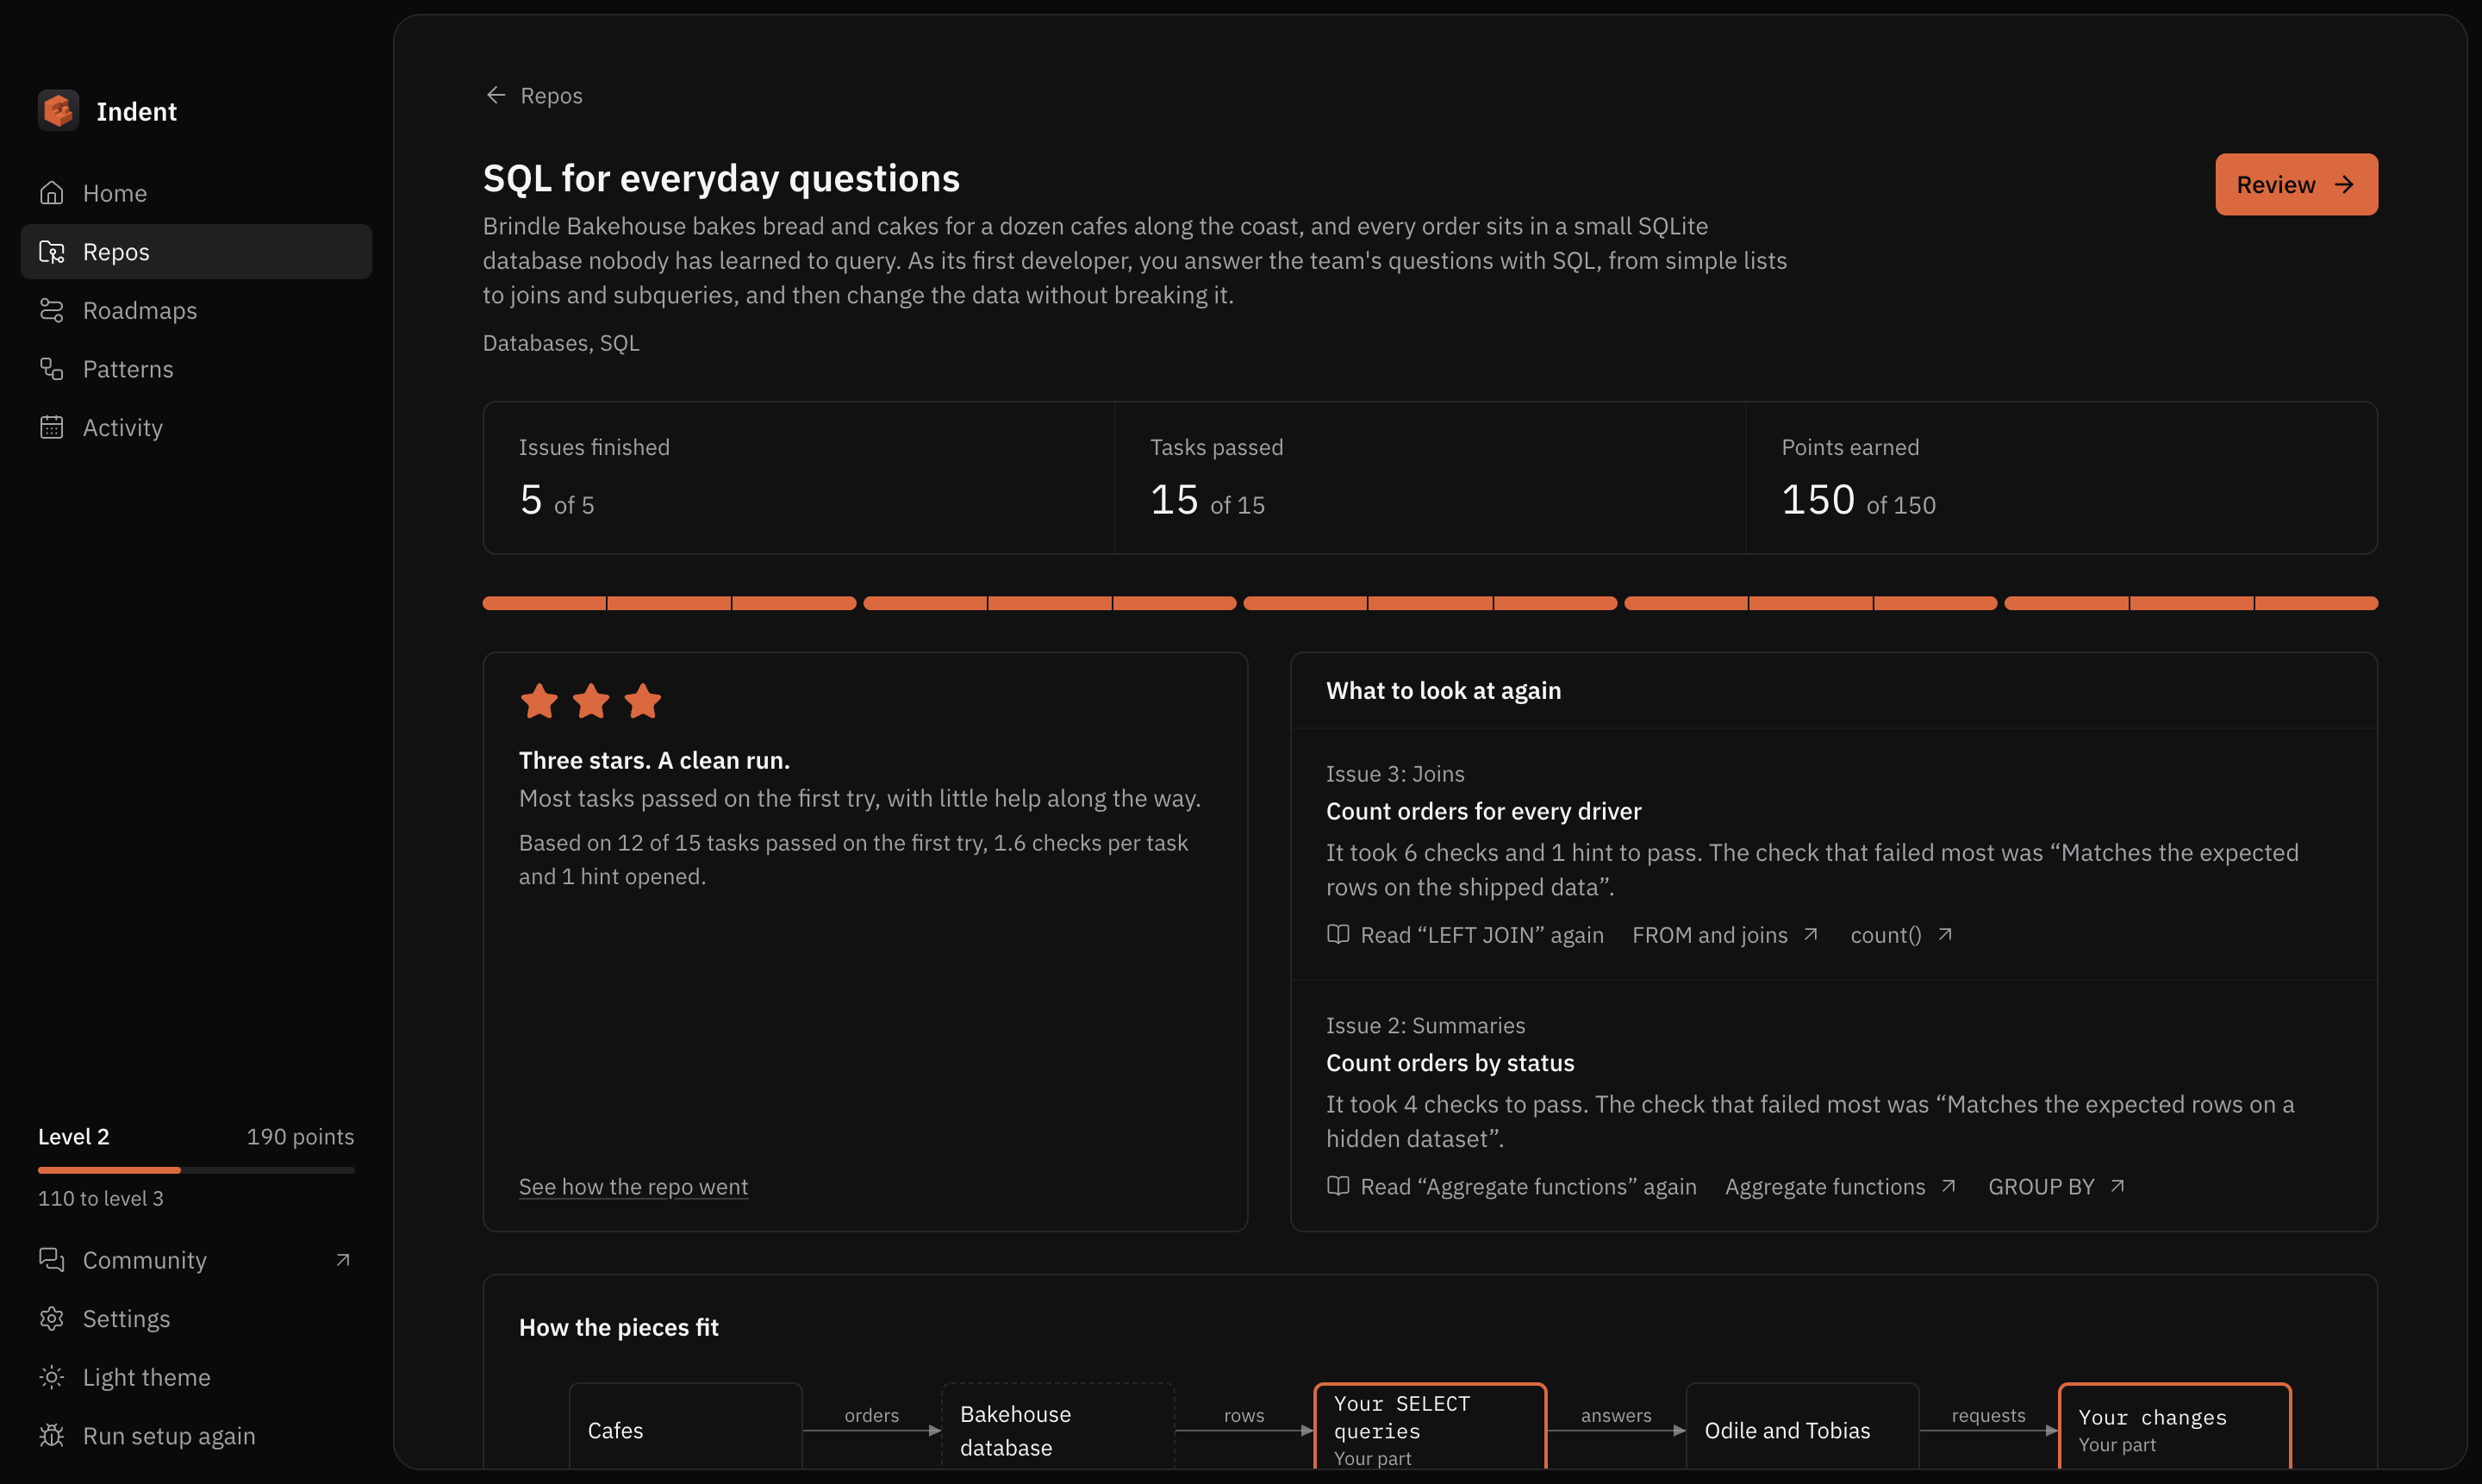 Indent
Home
Repos
Roadmaps
Patterns
Activity
Level 2
190 points
110 to level 3
Community
Settings
Light theme
Run setup again
Repos
SQL for everyday questions
Review
Brindle Bakehouse bakes bread and cakes for a dozen cafes along the coast, and every order sits in a small SQLite
database nobody has learned to query. As its first developer, you answer the team's questions with SQL, from simple lists
to joins and subqueries, and then change the data without breaking it.
Databases, SQL
Issues finished
5 of 5
Tasks passed
15 of 15
Points earned
150 of 150
Three stars. A clean run.
Most tasks passed on the first try, with little help along the way.
Based on 12 of 15 tasks passed on the first try, 1.6 checks per task
and 1 hint opened.
See how the repo went
What to look at again
Issue 3: Joins
Count orders for every driver
It took 6 checks and 1 hint to pass. The check that failed most was “Matches the expected
rows on the shipped data”.
Read “LEFT JOIN” again
FROM and joins
count()
Issue 2: Summaries
Count orders by status
It took 4 checks to pass. The check that failed most was “Matches the expected rows on a
hidden dataset”.
Read “Aggregate functions” again
Aggregate functions
GROUP BY
How the pieces fit
Cafes
orders
Bakehouse
database
rows
Your SELECT
queries
Your part
answers
Odile and Tobias
requests
Your changes
Your part